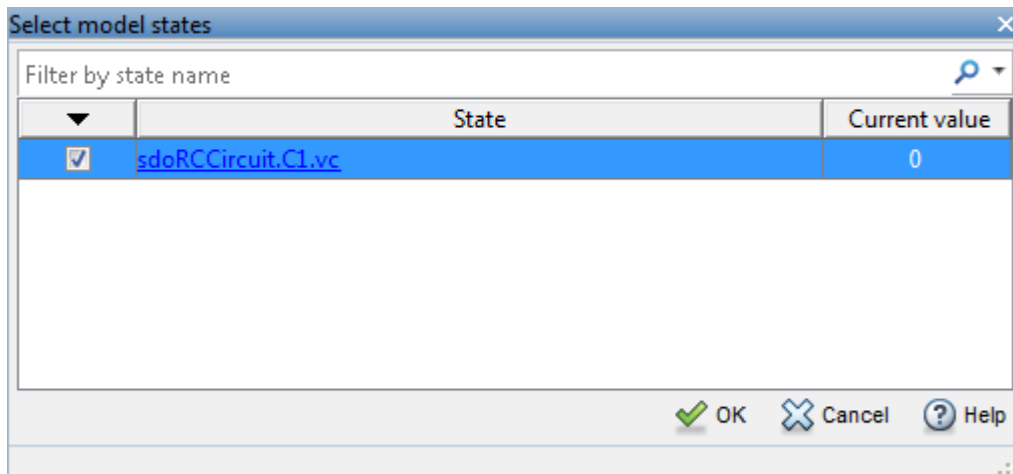 Select model states
Filter by state name
State Current value
sdoRCCircuit.C1.vc 0
OK Cancel Help